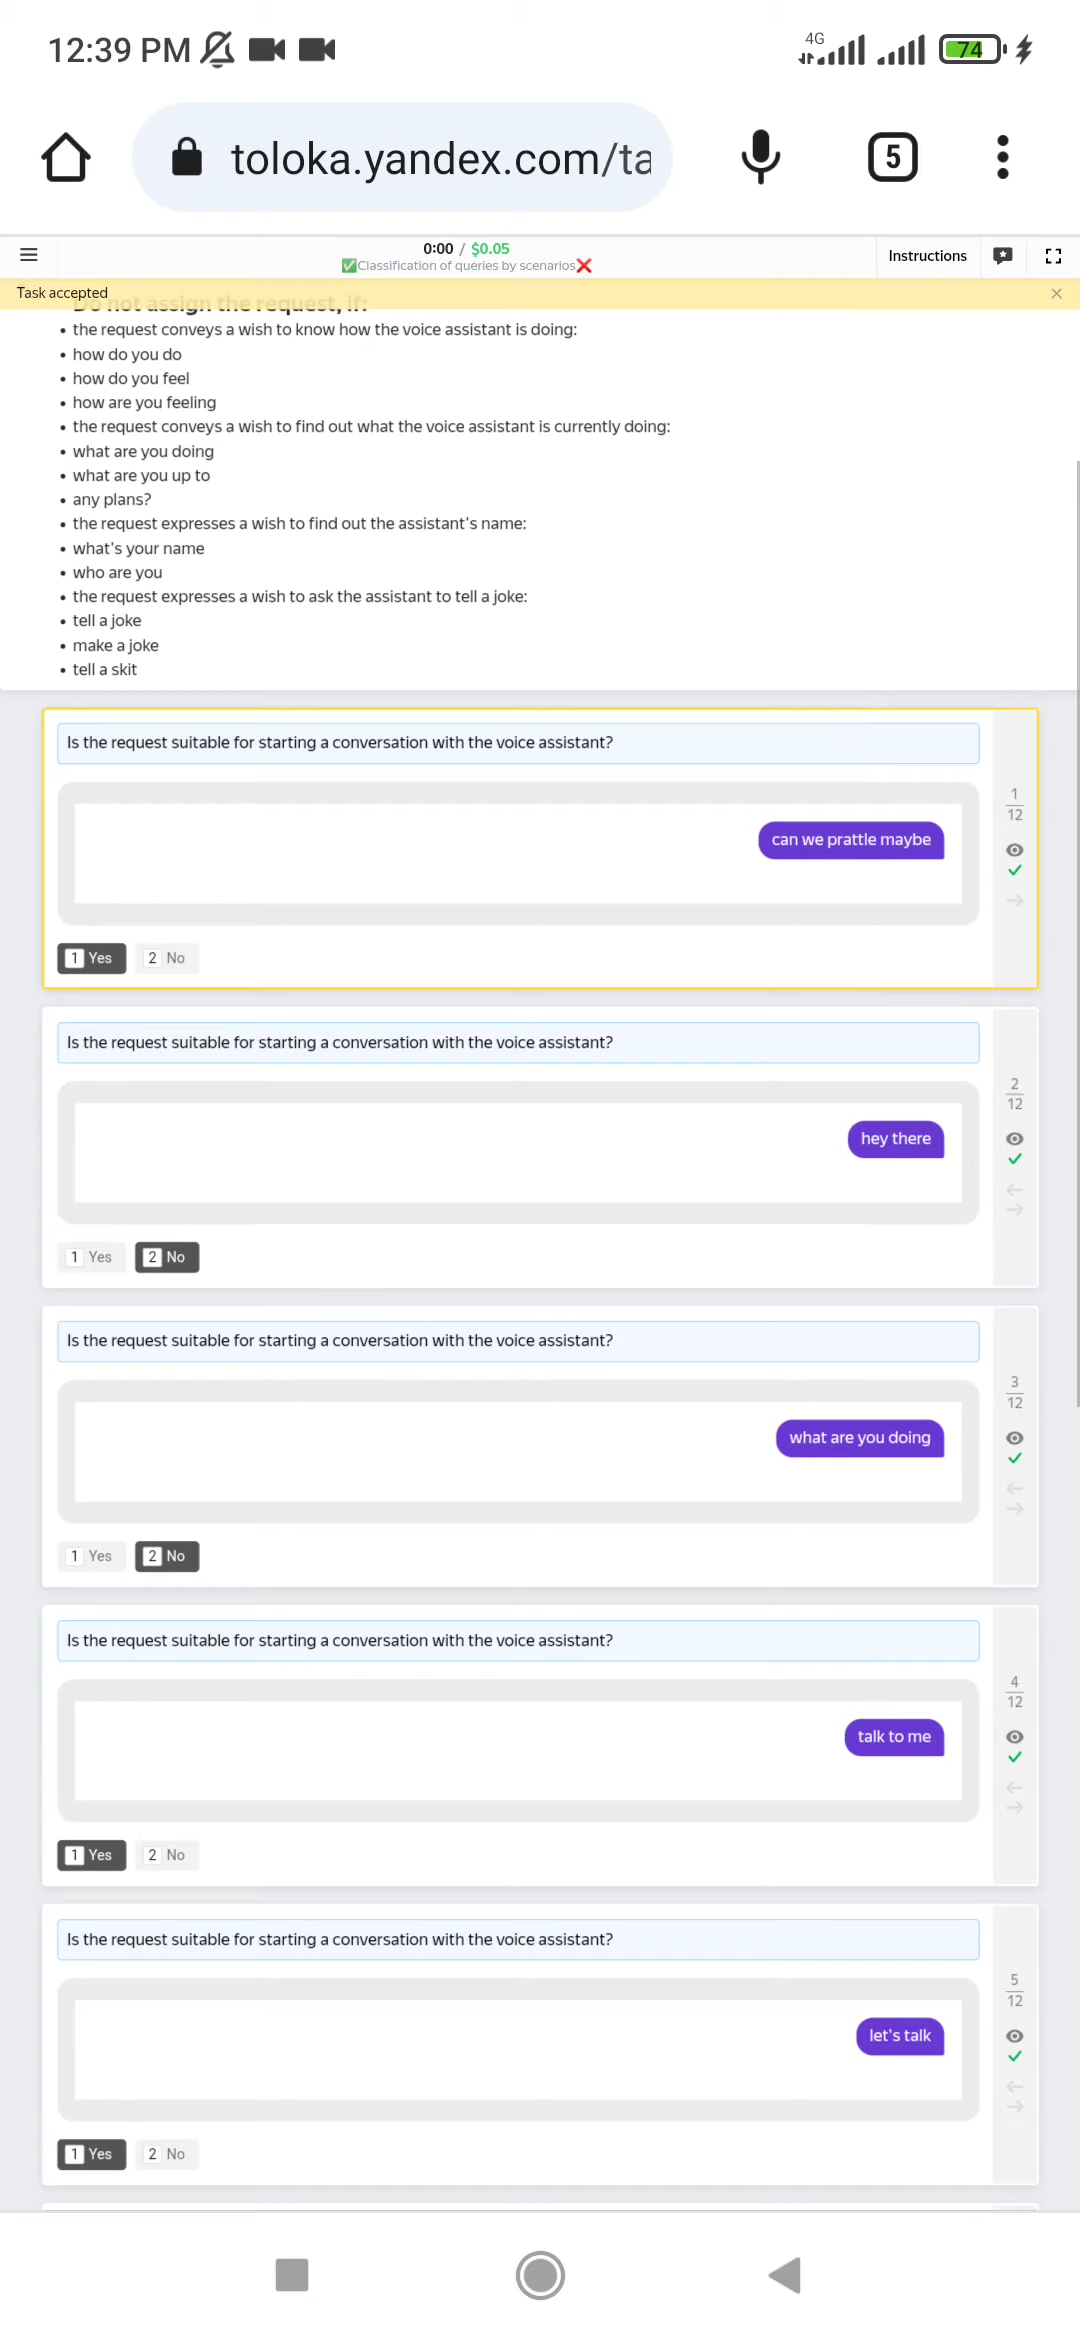 12:39 PM
4G
74
toloka.yandex.com/ta
5
0:00 / $0.05
✅Classification of queries by scenarios❌
Instructions
Task accepted
Do not assign the request, if:
• the request conveys a wish to know how the voice assistant is doing:
• how do you do
• how do you feel
• how are you feeling
• the request conveys a wish to find out what the voice assistant is currently doing:
• what are you doing
• what are you up to
• any plans?
• the request expresses a wish to find out the assistant's name:
• what's your name
• who are you
• the request expresses a wish to ask the assistant to tell a joke:
• tell a joke
• make a joke
• tell a skit
Is the request suitable for starting a conversation with the voice assistant?
can we prattle maybe
1
12
1 Yes 2 No
Is the request suitable for starting a conversation with the voice assistant?
hey there
2
12
1 Yes 2 No
Is the request suitable for starting a conversation with the voice assistant?
what are you doing
3
12
1 Yes 2 No
Is the request suitable for starting a conversation with the voice assistant?
talk to me
4
12
1 Yes 2 No
Is the request suitable for starting a conversation with the voice assistant?
let's talk
5
12
1 Yes 2 No